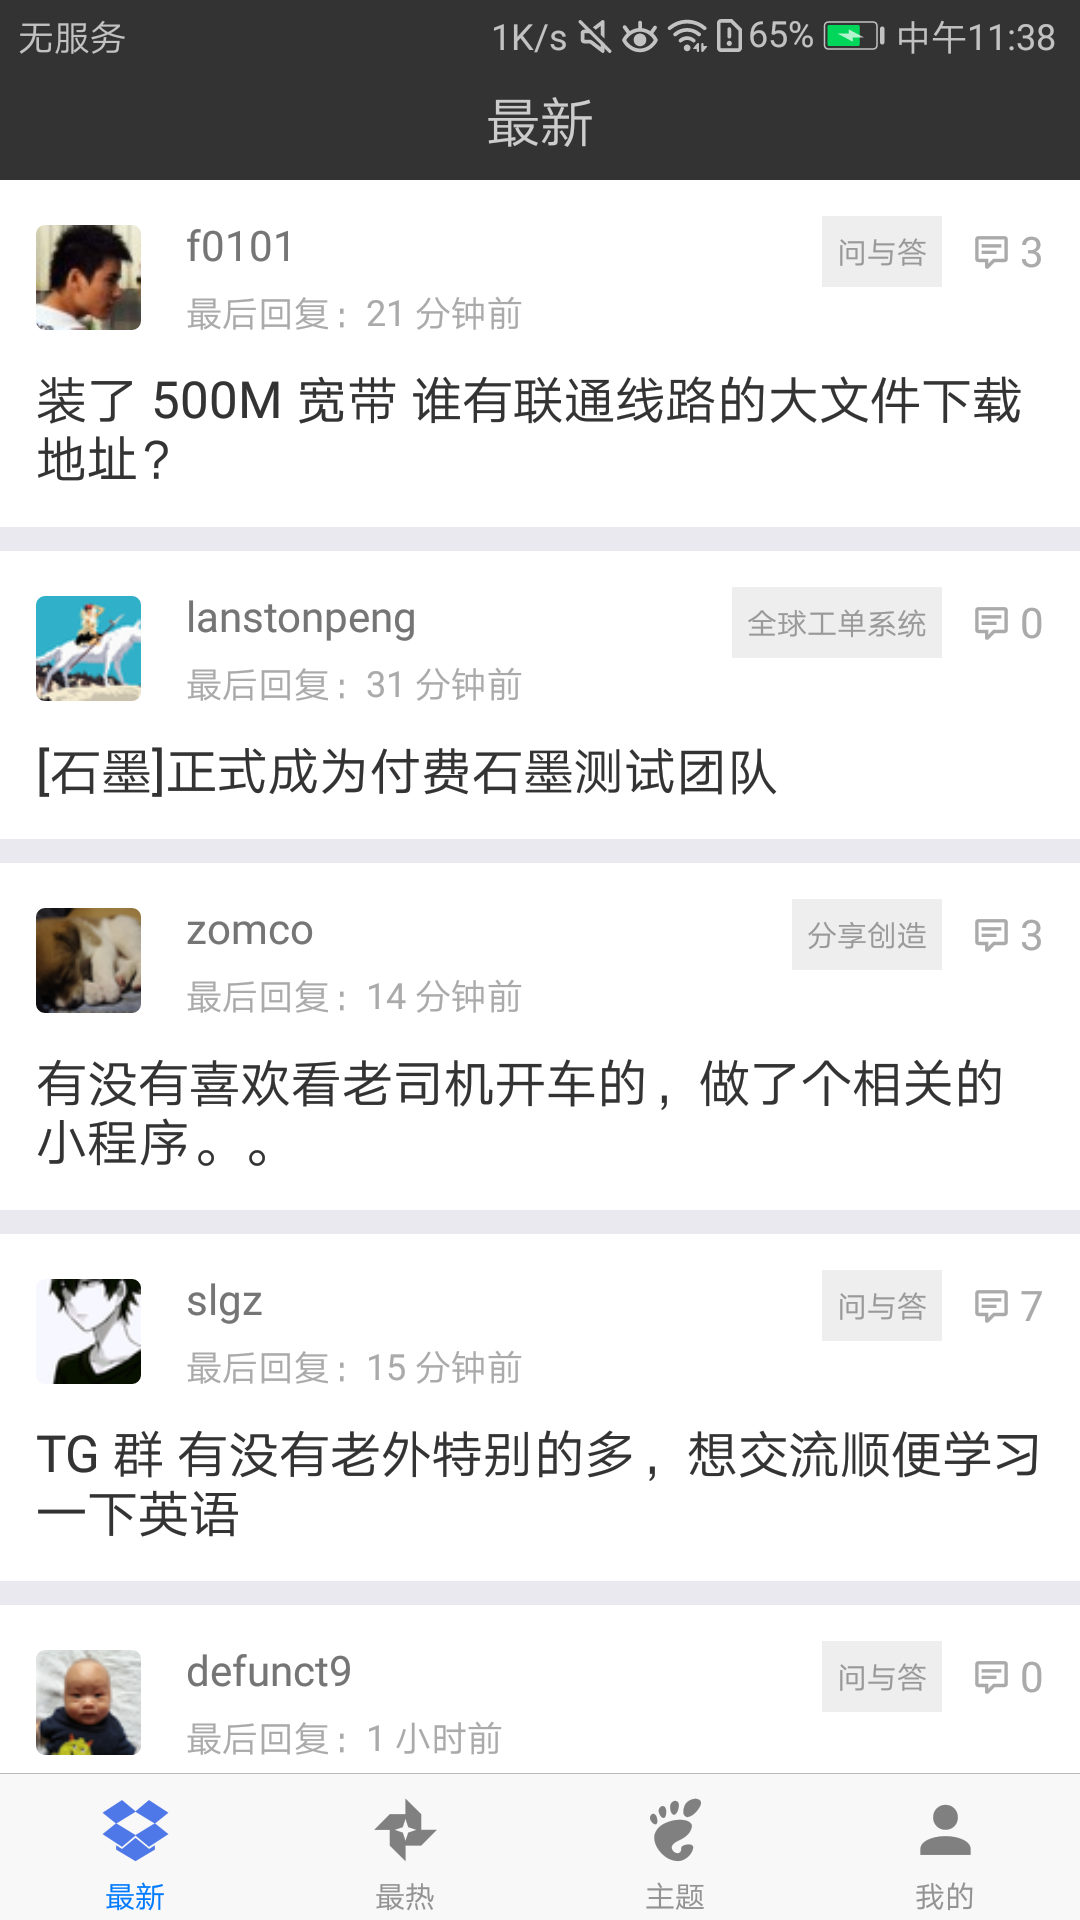 无服务 1K/s 65% 中午11:38
最新
f0101 问与答 3
最后回复：21 分钟前
装了 500M 宽带 谁有联通线路的大文件下载
地址？
lanstonpeng 全球工单系统 0
最后回复：31 分钟前
[石墨]正式成为付费石墨测试团队
zomco 分享创造 3
最后回复：14 分钟前
有没有喜欢看老司机开车的，做了个相关的
小程序。。
slgz 问与答 7
最后回复：15 分钟前
TG 群 有没有老外特别的多，想交流顺便学习
一下英语
defunct9 问与答 0
最后回复：1 小时前
最新 最热 主题 我的